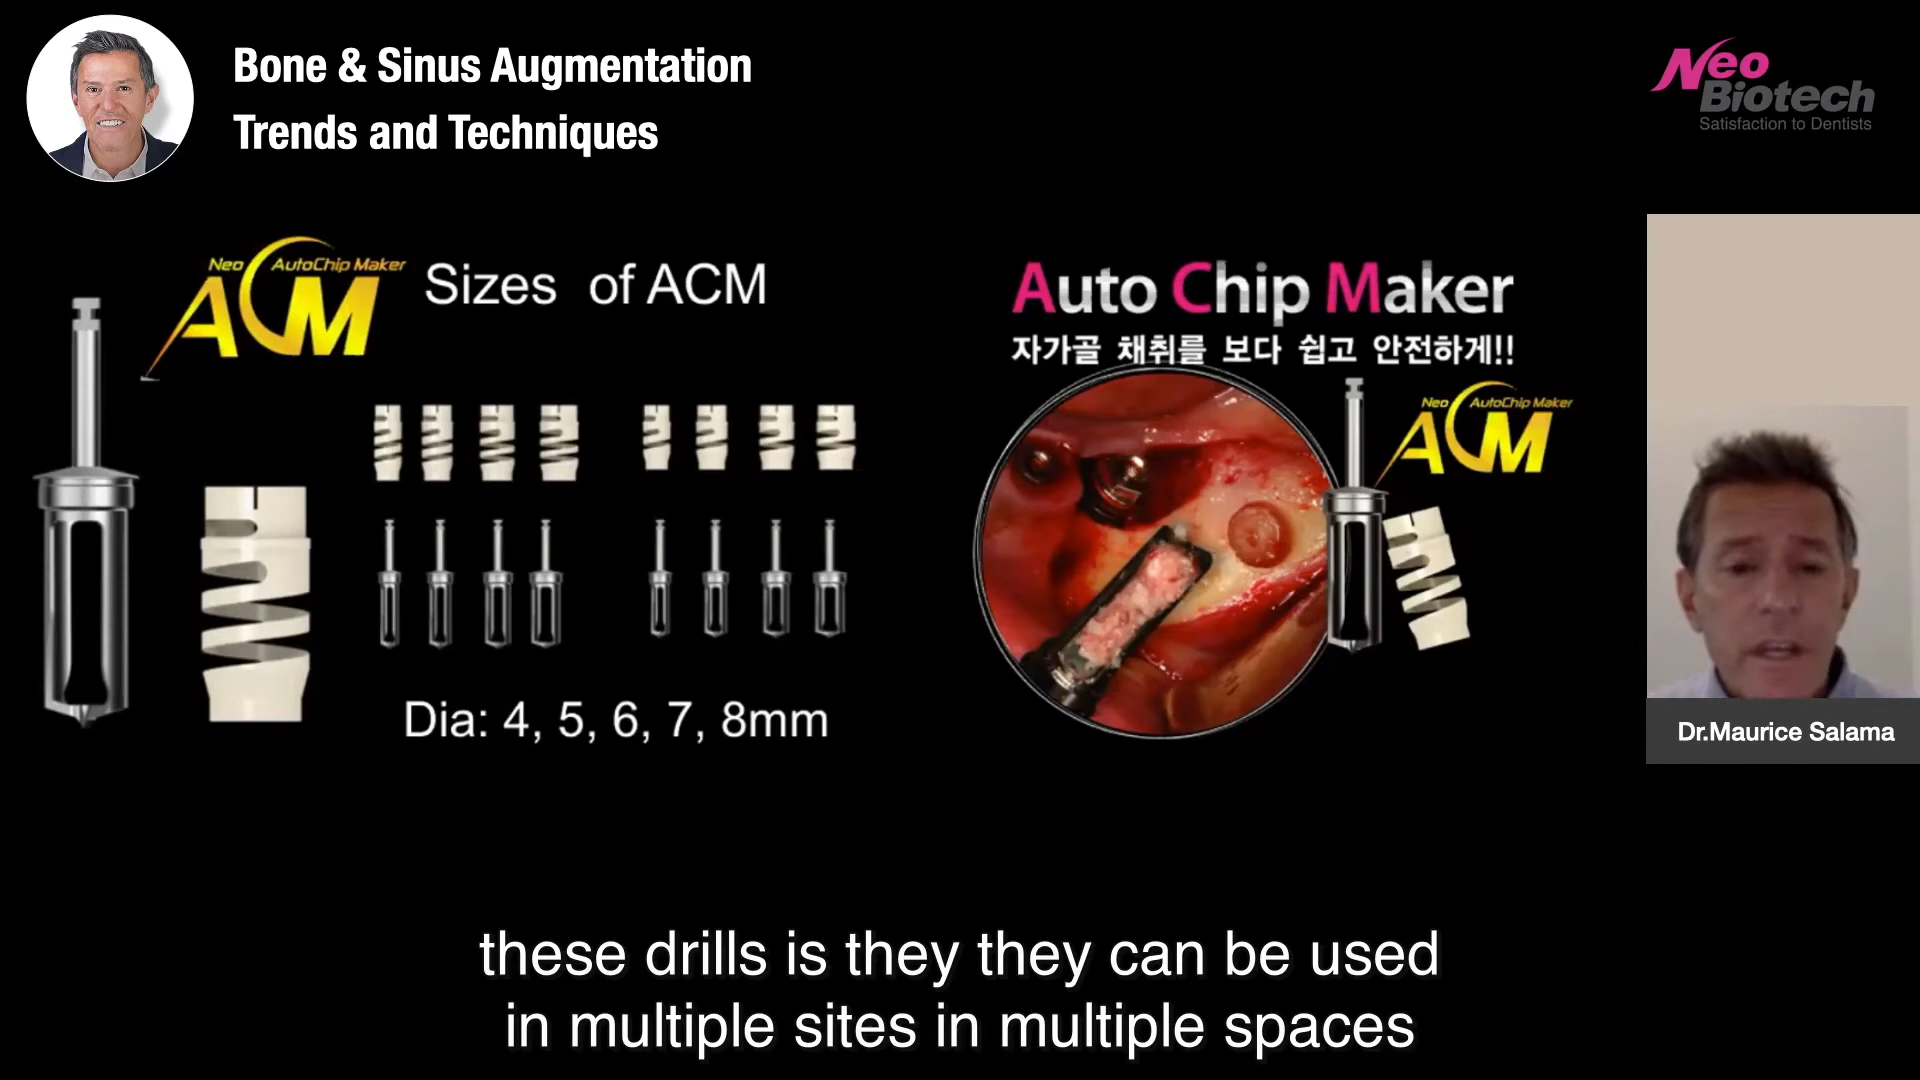 Bone & Sinus Augmentation
Trends and Techniques
Neo
Biotech
Satisfaction to Dentists
Neo AutoChip Maker
ACM
Sizes of ACM
Dia: 4, 5, 6, 7, 8mm
Auto Chip Maker
자가골 채취를 보다 쉽고 안전하게!!
Neo AutoChip Maker
ACM
Dr.Maurice Salama
these drills is they they can be used
in multiple sites in multiple spaces